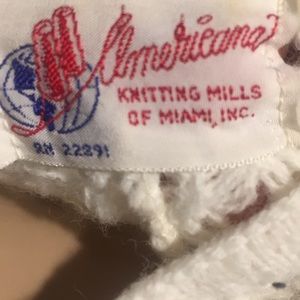 Americana
KNITTING MILLS
OF MIAMI, INC.
RN 22891